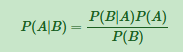 P(A|B) = P(B|A)P(A) / P(B)